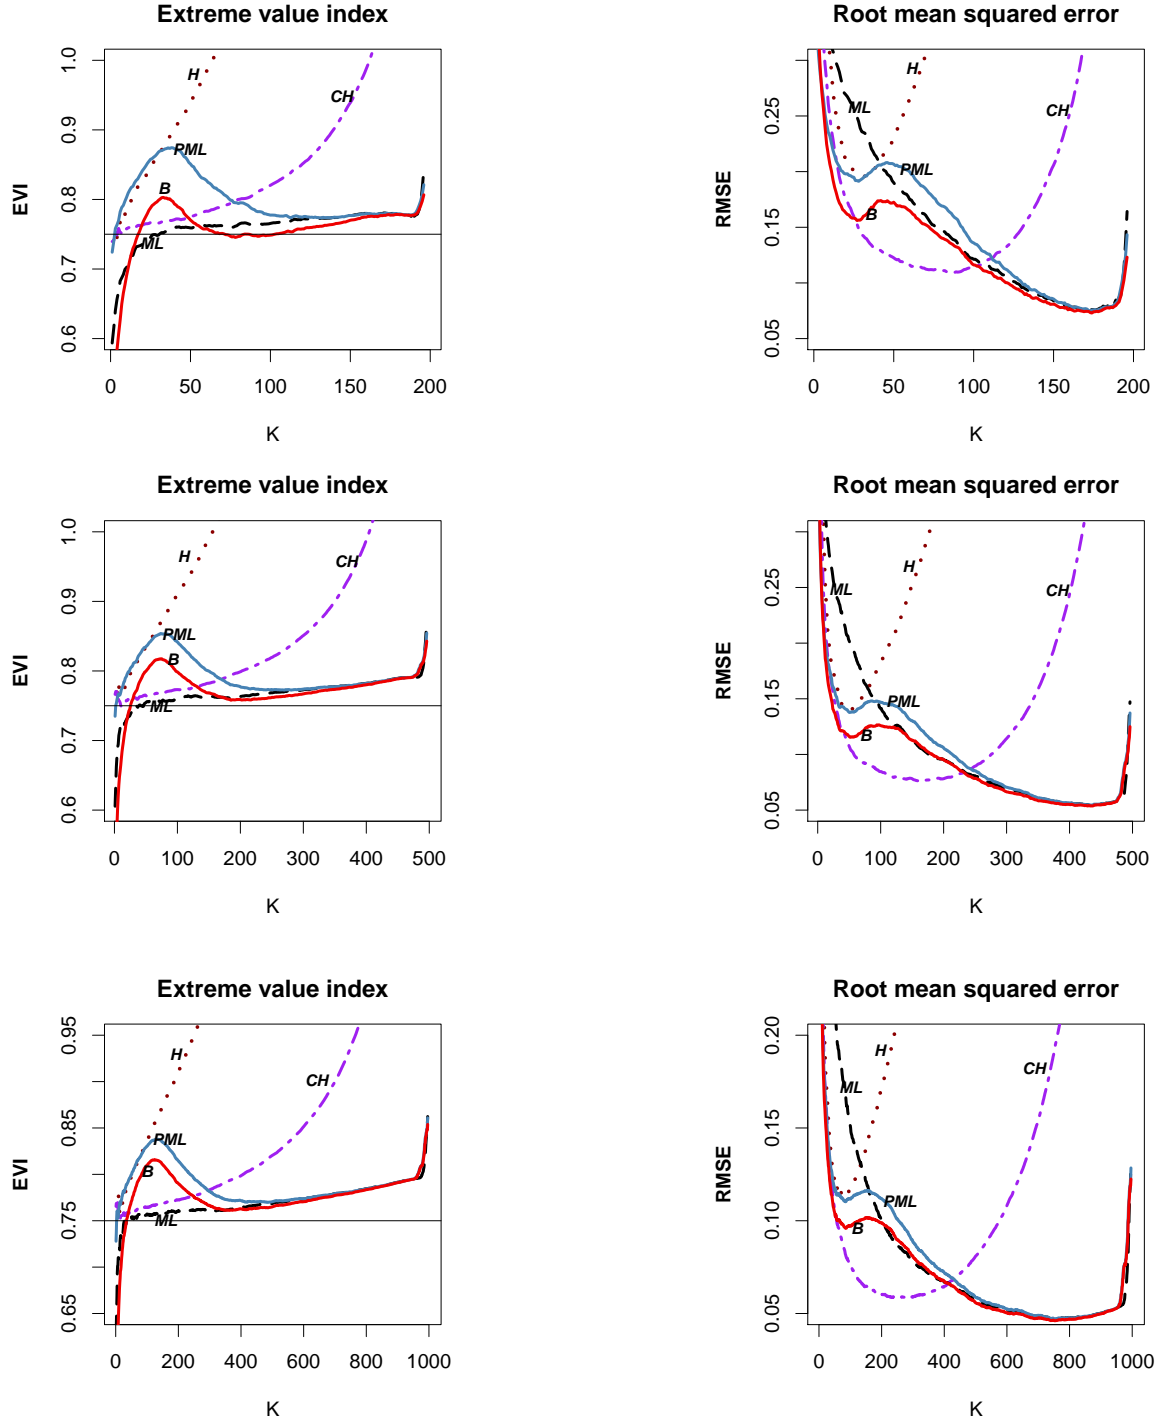 Extreme value index
EVI
1.0
0.9
0.8
0.7
0.6
H
CH
PML
B
ML
0 50 100 150 200
K
Root mean squared error
RMSE
0.25
0.15
0.05
H
ML
CH
PML
B
0 50 100 150 200
K
Extreme value index
EVI
1.0
0.9
0.8
0.7
0.6
H
CH
PML
B
ML
0 100 200 300 400 500
K
Root mean squared error
RMSE
0.25
0.15
0.05
H
ML
CH
PML
B
0 100 200 300 400 500
K
Extreme value index
EVI
0.95
0.85
0.75
0.65
H
CH
PML
B
ML
0 200 400 600 800 1000
K
Root mean squared error
RMSE
0.20
0.15
0.10
0.05
H
CH
ML
PML
B
0 200 400 600 800 1000
K